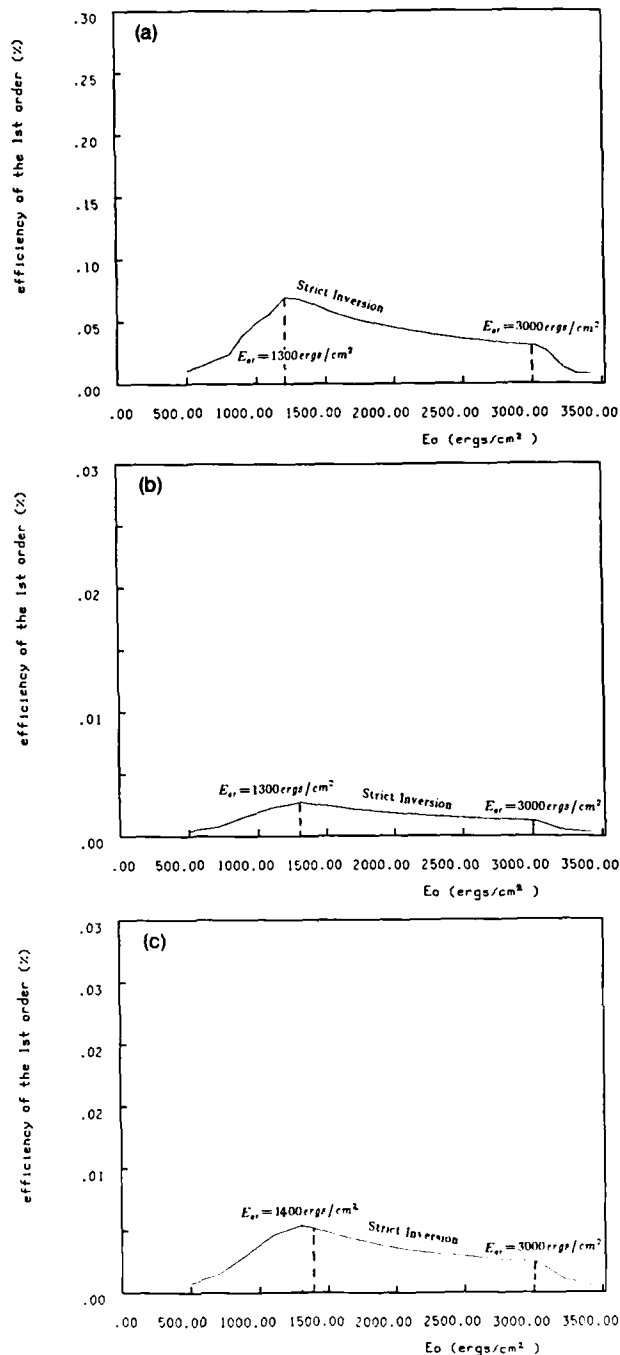 (a)
efficiency of the 1st order (%)
.30
.25
.20
.15
.10
.05
.00
Strict Inversion
E_or = 1300 ergs/cm²
E_or = 3000 ergs/cm²
.00 500.00 1000.00 1500.00 2000.00 2500.00 3000.00 3500.00
Eo (ergs/cm² )
(b)
efficiency of the 1st order (%)
.03
.02
.01
.00
E_or = 1300 ergs/cm²
Strict Inversion
E_or = 3000 ergs/cm²
.00 500.00 1000.00 1500.00 2000.00 2500.00 3000.00 3500.00
Eo (ergs/cm² )
(c)
efficiency of the 1st order (%)
.03
.03
.02
.02
.01
.00
E_or = 1400 ergs/cm²
Strict Inversion
E_or = 3000 ergs/cm²
.00 500.00 1000.00 1500.00 2000.00 2500.00 3000.00 3500.00
Eo (ergs/cm² )